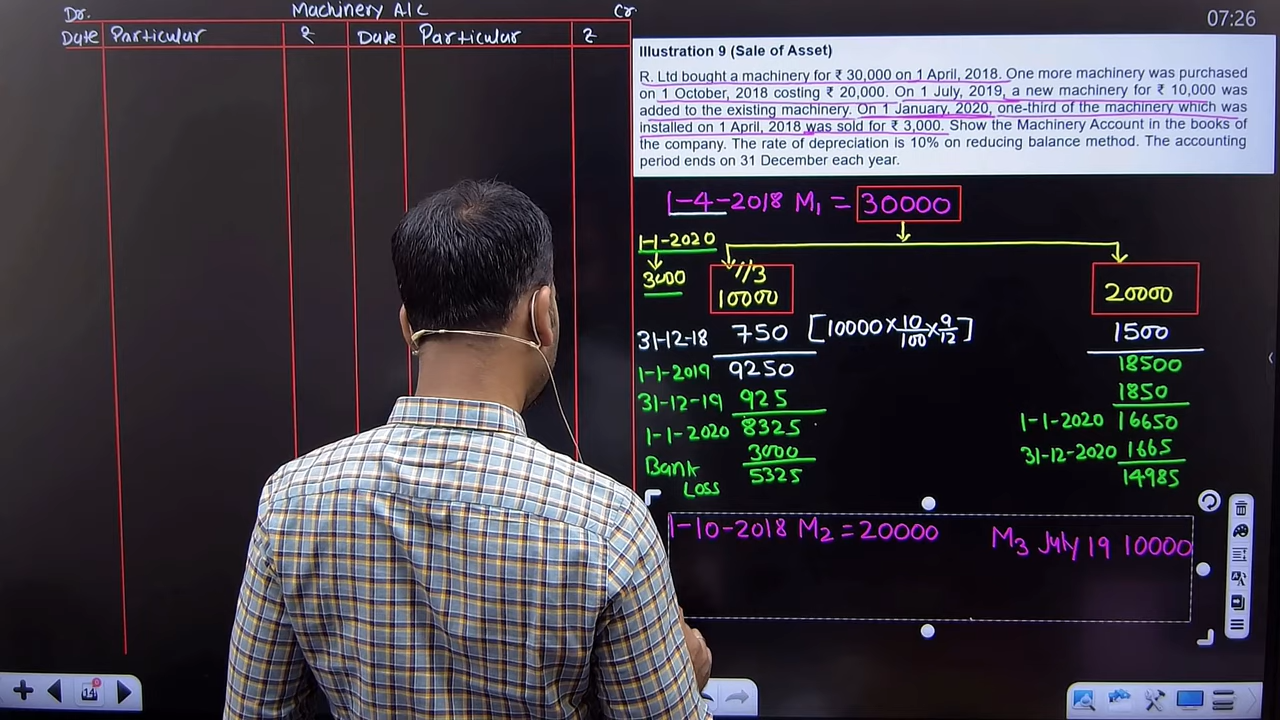 Dr. Machinery A/c Cr
Date Particular ₹ Date Particular ₹
07:26
Illustration 9 (Sale of Asset)
R. Ltd bought a machinery for ₹ 30,000 on 1 April, 2018. One more machinery was purchased
on 1 October, 2018 costing ₹ 20,000. On 1 July, 2019, a new machinery for ₹ 10,000 was
added to the existing machinery. On 1 January, 2020, one-third of the machinery which was
installed on 1 April, 2018 was sold for ₹ 3,000. Show the Machinery Account in the books of
the company. The rate of depreciation is 10% on reducing balance method. The accounting
period ends on 31 December each year.
1-4-2018 M₁ = 30000
1-1-2020
3000
1/3
10000
20000
31-12-18 750 [10000×10/100×9/12] 1500
1-1-2019 9250 18500
31-12-19 925 1850
1-1-2020 8325 1-1-2020 16650
Bank 3000 31-12-2020 1665
Loss 5325 14985
1-10-2018 M₂ = 20000 M₃ July 19 10000
14